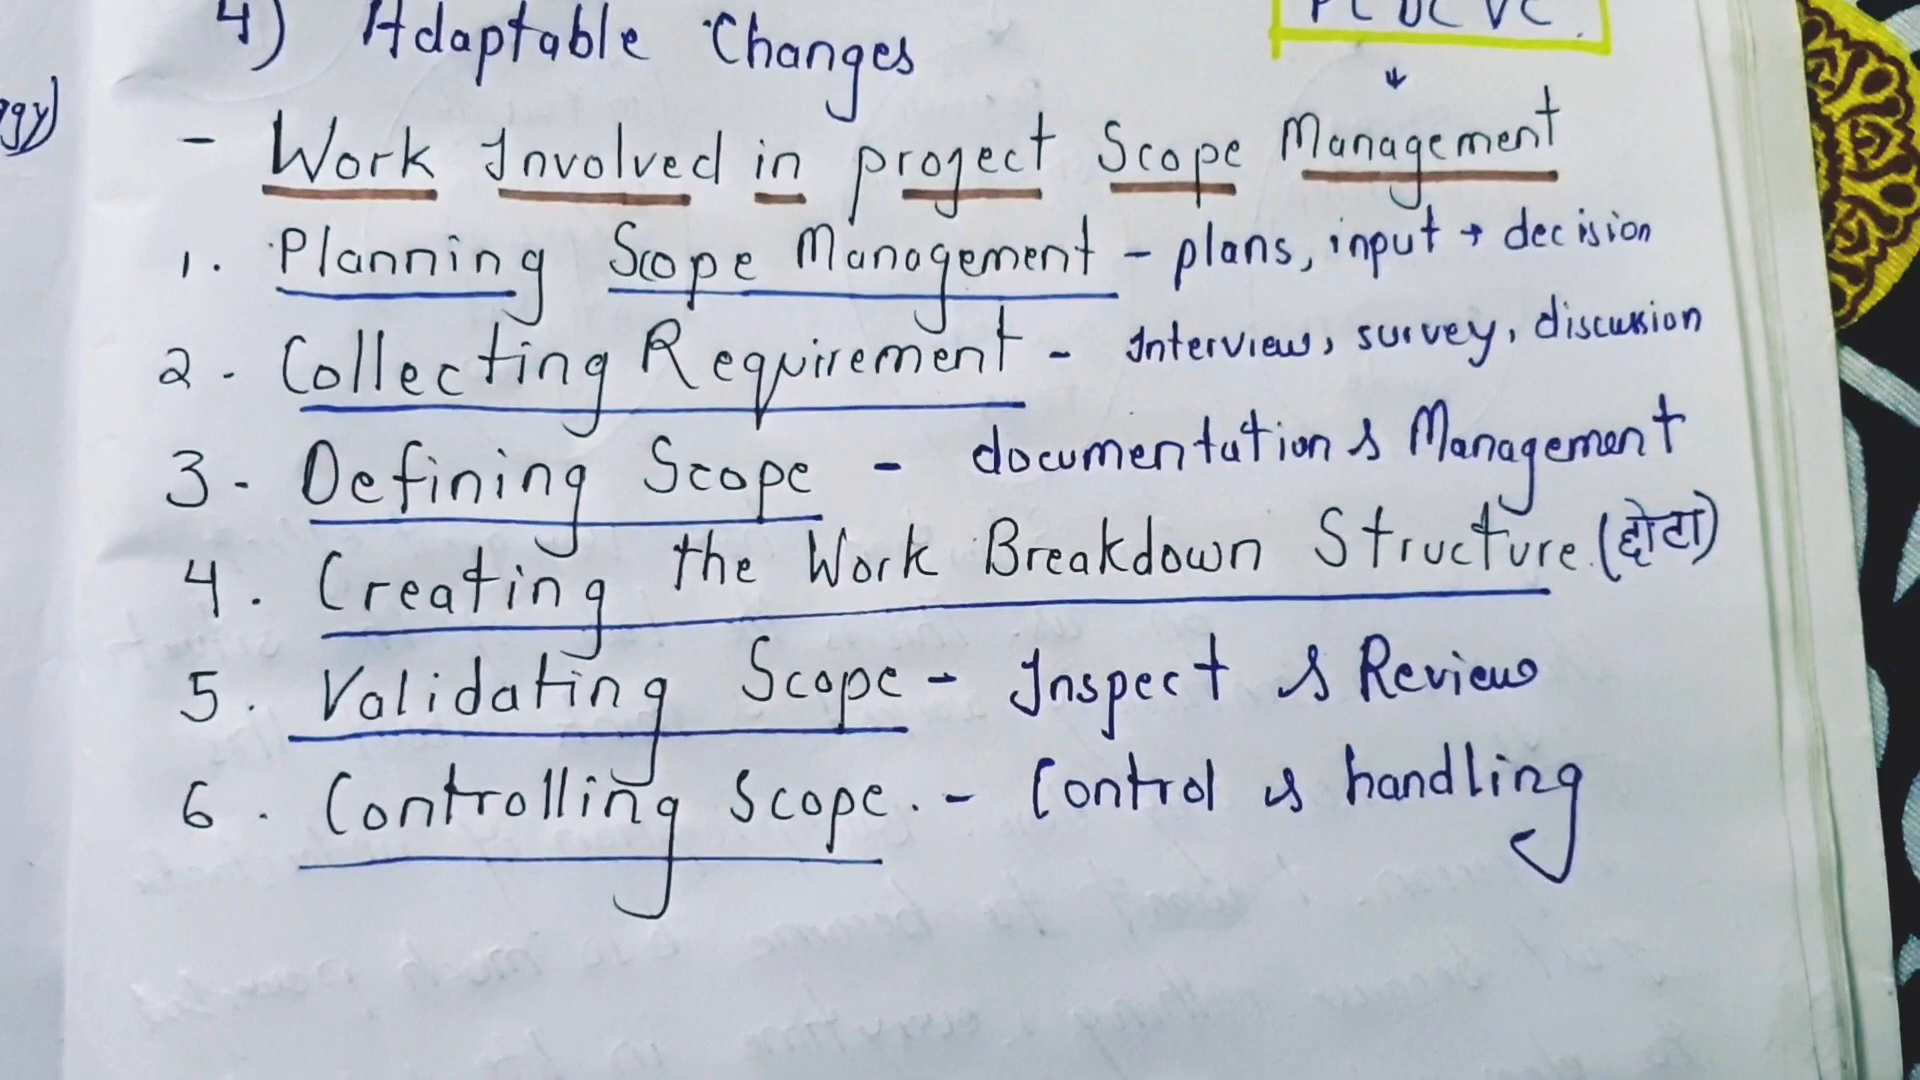 4) Adaptable Changes
- Work Involved in project Scope Management
1. Planning Scope Management - plans, input → decision
2 - Collecting Requirement - Interview, survey, discussion
3 - Defining Scope - documentation & Management
4. Creating the Work Breakdown Structure. (छोटा)
5. Validating Scope - Inspect & Review
6. Controlling Scope. - Control & handling